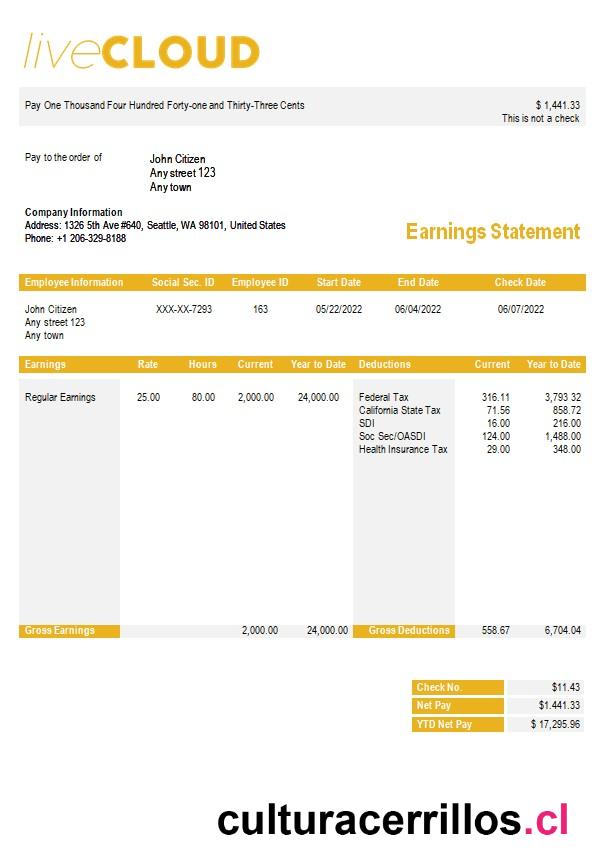 liveCLOUD
Pay One Thousand Four Hundred Forty-one and Thirty-Three Cents $ 1,441.33
This is not a check
Pay to the order of John Citizen
Any street 123
Any town
Company Information
Address: 1326 5th Ave #640, Seattle, WA 98101, United States
Phone: +1 206-329-8188
Earnings Statement
Employee Information Social Sec. ID Employee ID Start Date End Date Check Date
John Citizen XXX-XX-7293 163 05/22/2022 06/04/2022 06/07/2022
Any street 123
Any town
Earnings Rate Hours Current Year to Date Deductions Current Year to Date
Regular Earnings 25.00 80.00 2,000.00 24,000.00 Federal Tax 316.11 3,793 32
California State Tax 71.56 858.72
SDI 16.00 216.00
Soc Sec/OASDI 124.00 1,488.00
Health Insurance Tax 29.00 348.00
Gross Earnings 2,000.00 24,000.00 Gross Deductions 558.67 6,704.04
Check No. $11.43
Net Pay $1.441.33
YTD Net Pay $ 17,295.96
culturacerrillos.cl